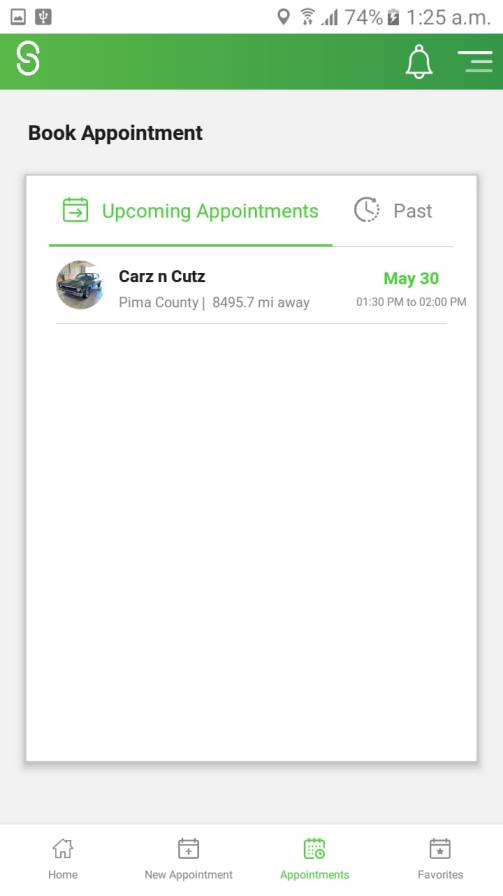 74% 1:25 a.m.
Book Appointment
Upcoming Appointments Past
Carz n Cutz May 30
Pima County | 8495.7 mi away 01:30 PM to 02:00 PM
Home New Appointment Appointments Favorites